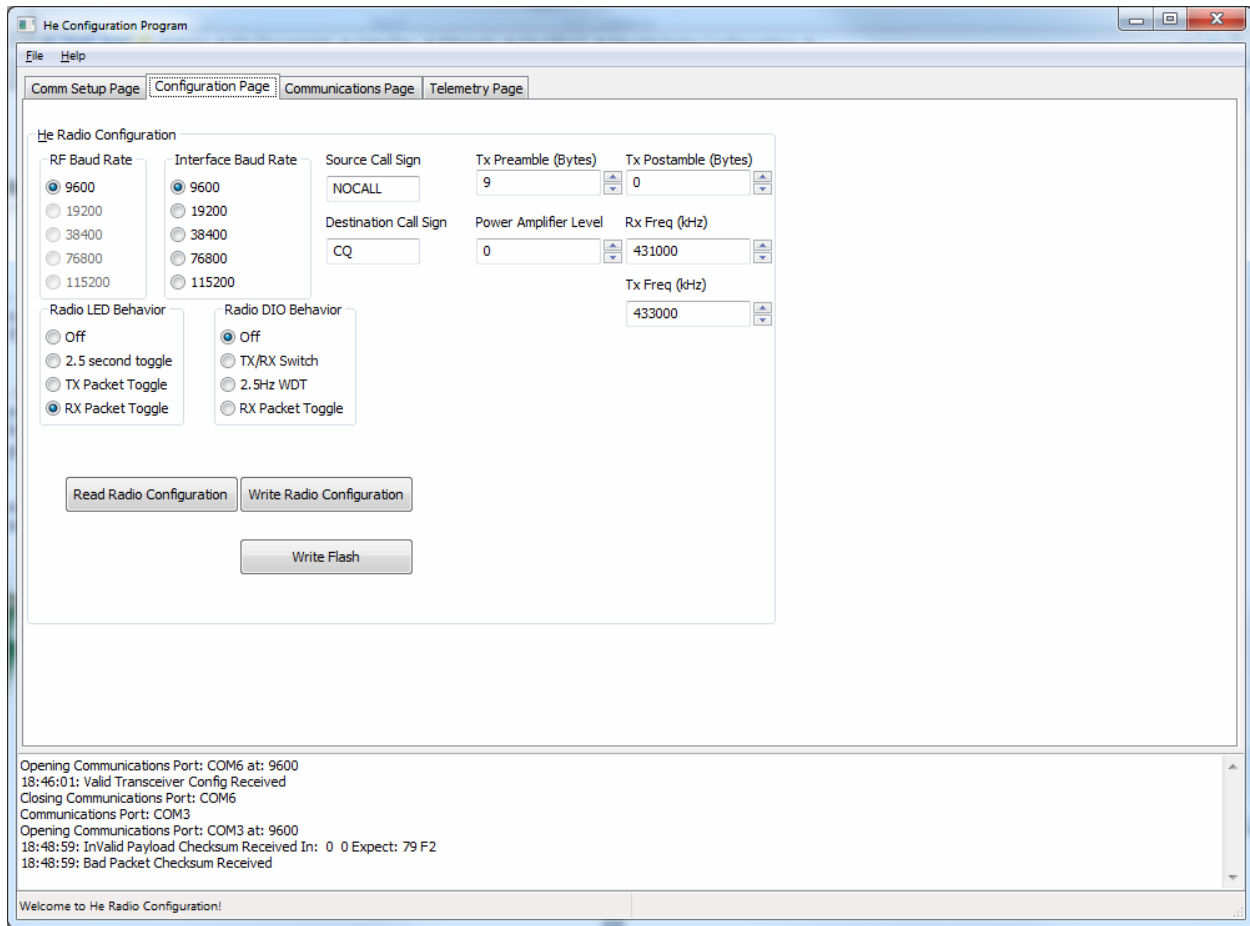 He Configuration Program
File Help
Comm Setup Page Configuration Page Communications Page Telemetry Page
He Radio Configuration
RF Baud Rate Interface Baud Rate Source Call Sign Tx Preamble (Bytes) Tx Postamble (Bytes)
9600 9600 NOCALL 9 0
19200 19200
38400 38400 Destination Call Sign Power Amplifier Level Rx Freq (kHz)
76800 76800 CQ 0 431000
115200 115200 Tx Freq (kHz)
Radio LED Behavior Radio DIO Behavior 433000
Off Off
2.5 second toggle TX/RX Switch
TX Packet Toggle 2.5Hz WDT
RX Packet Toggle RX Packet Toggle
Read Radio Configuration Write Radio Configuration
Write Flash
Opening Communications Port: COM6 at: 9600
18:46:01: Valid Transceiver Config Received
Closing Communications Port: COM6
Communications Port: COM3
Opening Communications Port: COM3 at: 9600
18:48:59: InValid Payload Checksum Received In: 0 0 Expect: 79 F2
18:48:59: Bad Packet Checksum Received
Welcome to He Radio Configuration!